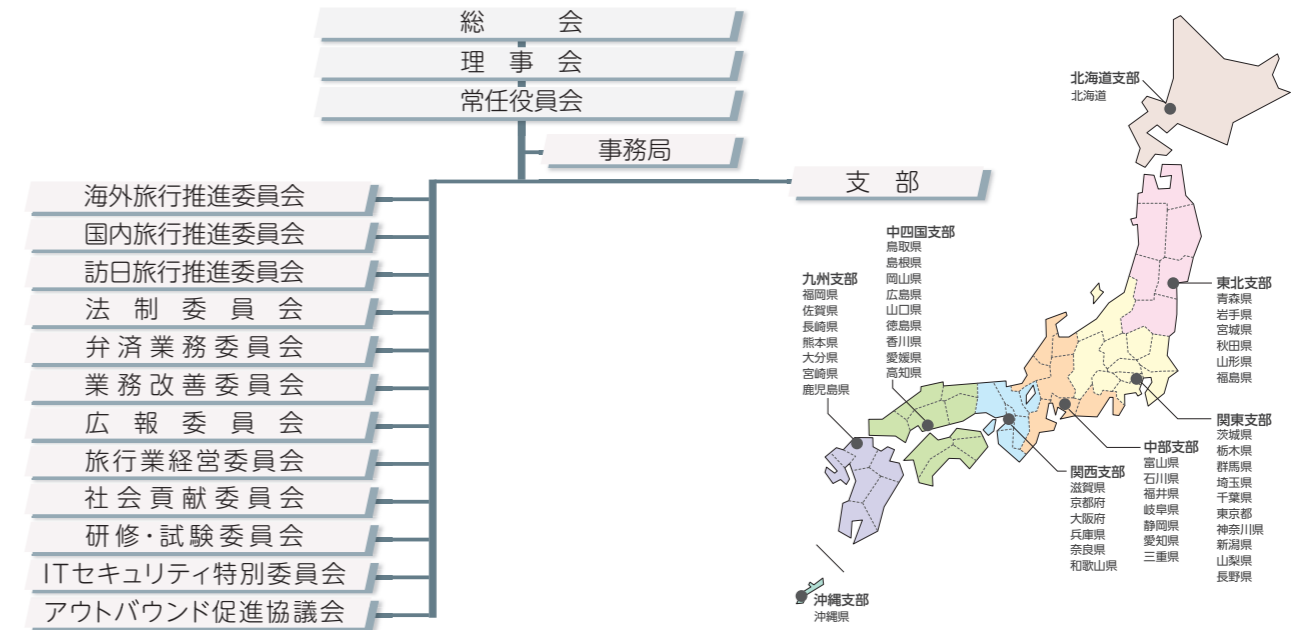 総会
理事会
常任役員会
事務局
支部
海外旅行推進委員会
国内旅行推進委員会
訪日旅行推進委員会
法制委員会
弁済業務委員会
業務改善委員会
広報委員会
旅行業経営委員会
社会貢献委員会
研修・試験委員会
ITセキュリティ特別委員会
アウトバウンド促進協議会
北海道支部
北海道
東北支部
青森県
岩手県
宮城県
秋田県
山形県
福島県
関東支部
茨城県
栃木県
群馬県
埼玉県
千葉県
東京都
神奈川県
新潟県
山梨県
長野県
中部支部
富山県
石川県
福井県
岐阜県
静岡県
愛知県
三重県
関西支部
滋賀県
京都府
大阪府
兵庫県
奈良県
和歌山県
中四国支部
鳥取県
島根県
岡山県
広島県
山口県
徳島県
香川県
愛媛県
高知県
九州支部
福岡県
佐賀県
長崎県
熊本県
大分県
宮崎県
鹿児島県
沖縄支部
沖縄県